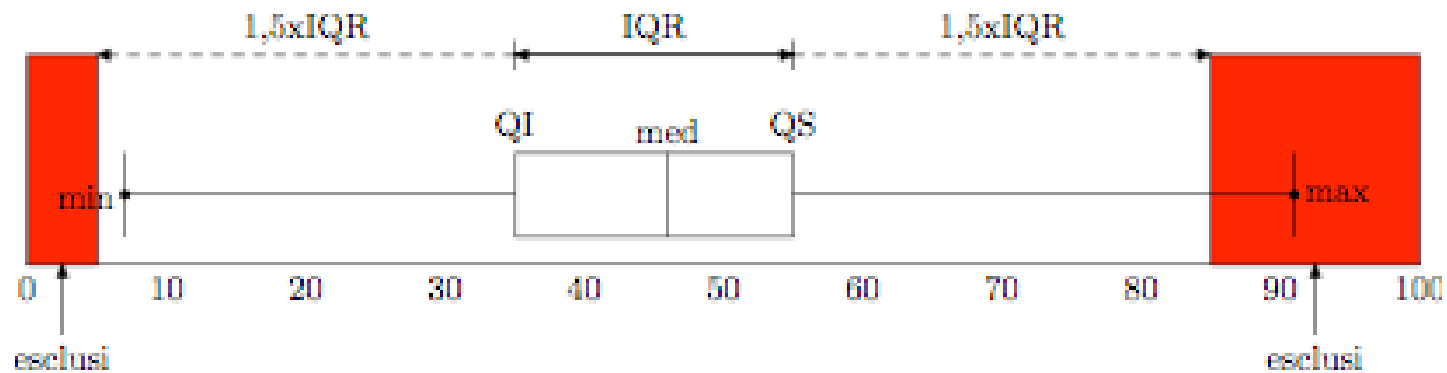 1,5xIQR IQR 1,5xIQR
QI med QS
min max
0 10 20 30 40 50 60 70 80 90 100
esclusi esclusi